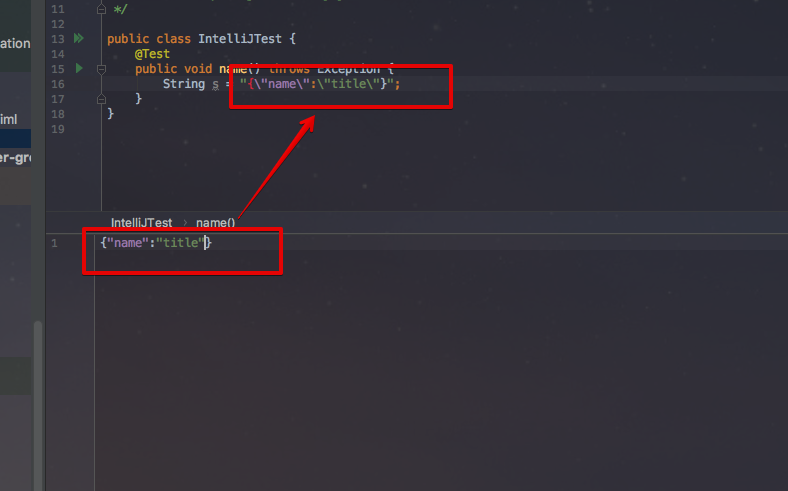 11 */
12
ation
13 public class IntelliJTest {
14 @Test
15 public void name() throws Exception {
16 String s = "{\"name\":\"title\"}";
17 }
iml
18 }
19
er-gr
IntelliJTest › name()
1 {"name":"title"}